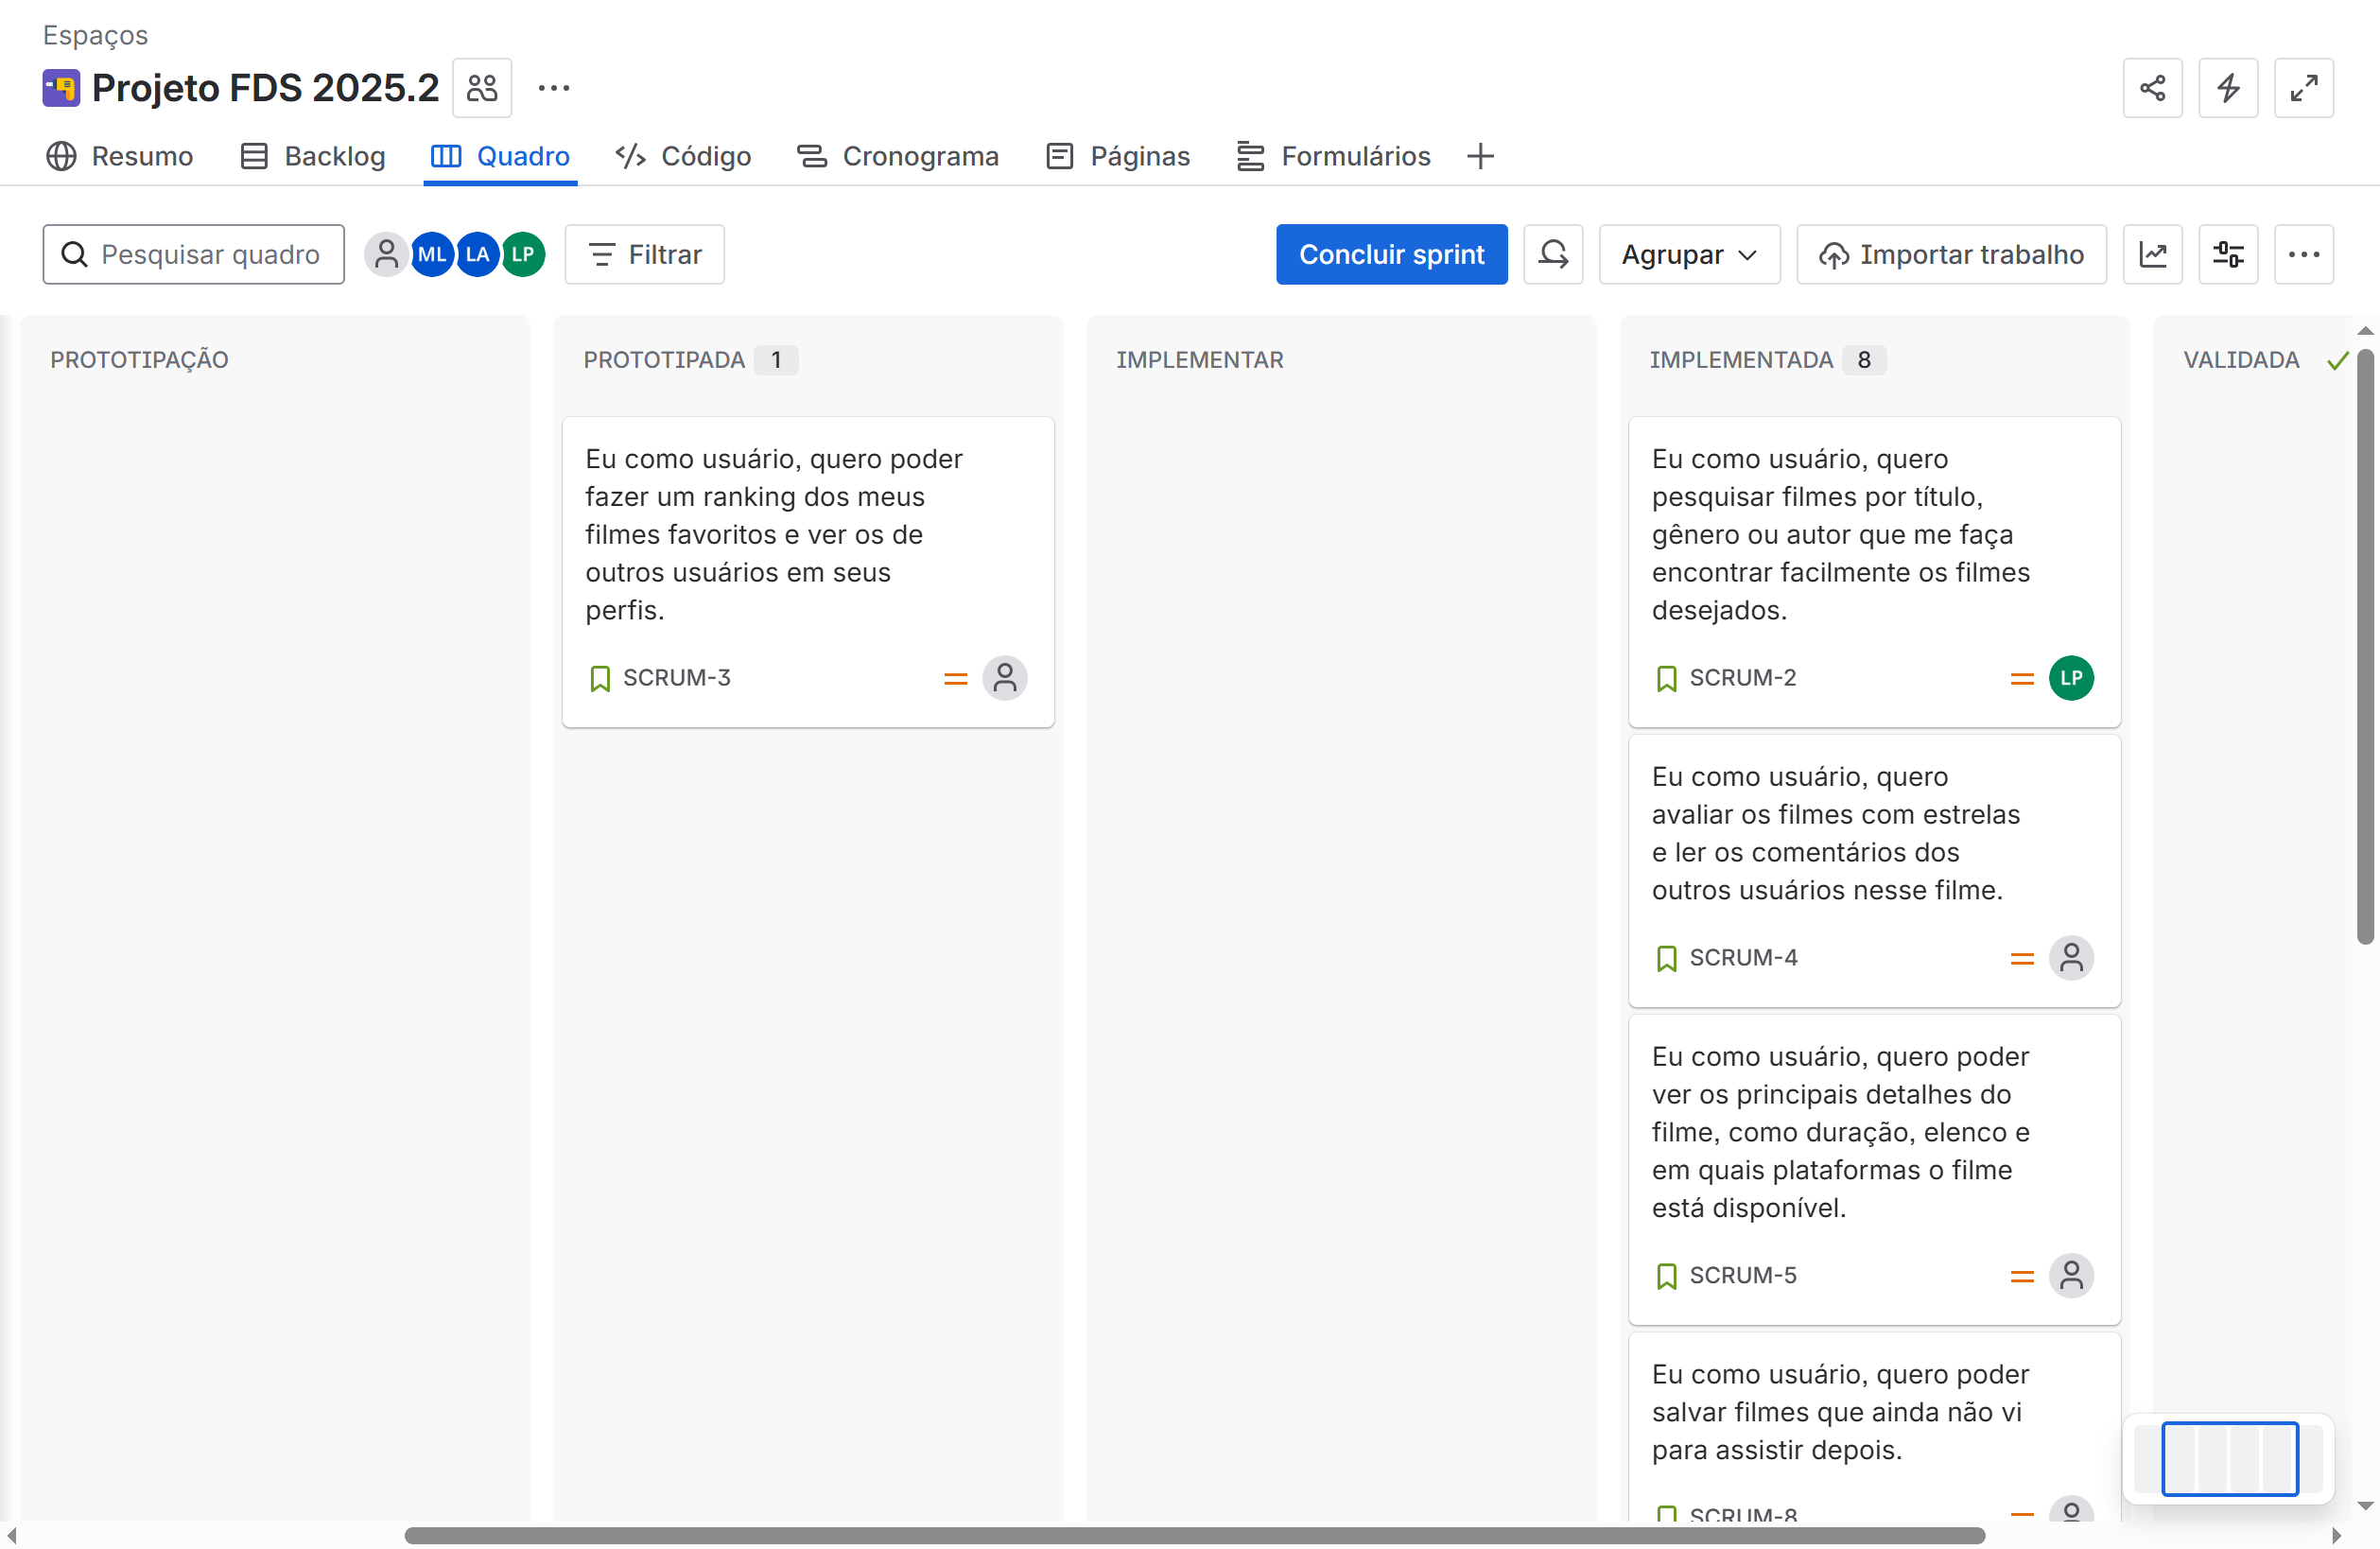 Espaços
Projeto FDS 2025.2
Resumo
Backlog
Quadro
Código
Cronograma
Páginas
Formulários
Pesquisar quadro
ML
LA
LP
Filtrar
Concluir sprint
Agrupar
Importar trabalho
PROTOTIPAÇÃO
PROTOTIPADA 1
Eu como usuário, quero poder
fazer um ranking dos meus
filmes favoritos e ver os de
outros usuários em seus
perfis.
SCRUM-3
IMPLEMENTAR
IMPLEMENTADA 8
Eu como usuário, quero
pesquisar filmes por título,
gênero ou autor que me faça
encontrar facilmente os filmes
desejados.
SCRUM-2
LP
Eu como usuário, quero
avaliar os filmes com estrelas
e ler os comentários dos
outros usuários nesse filme.
SCRUM-4
Eu como usuário, quero poder
ver os principais detalhes do
filme, como duração, elenco e
em quais plataformas o filme
está disponível.
SCRUM-5
Eu como usuário, quero poder
salvar filmes que ainda não vi
para assistir depois.
SCRUM-8
VALIDADA